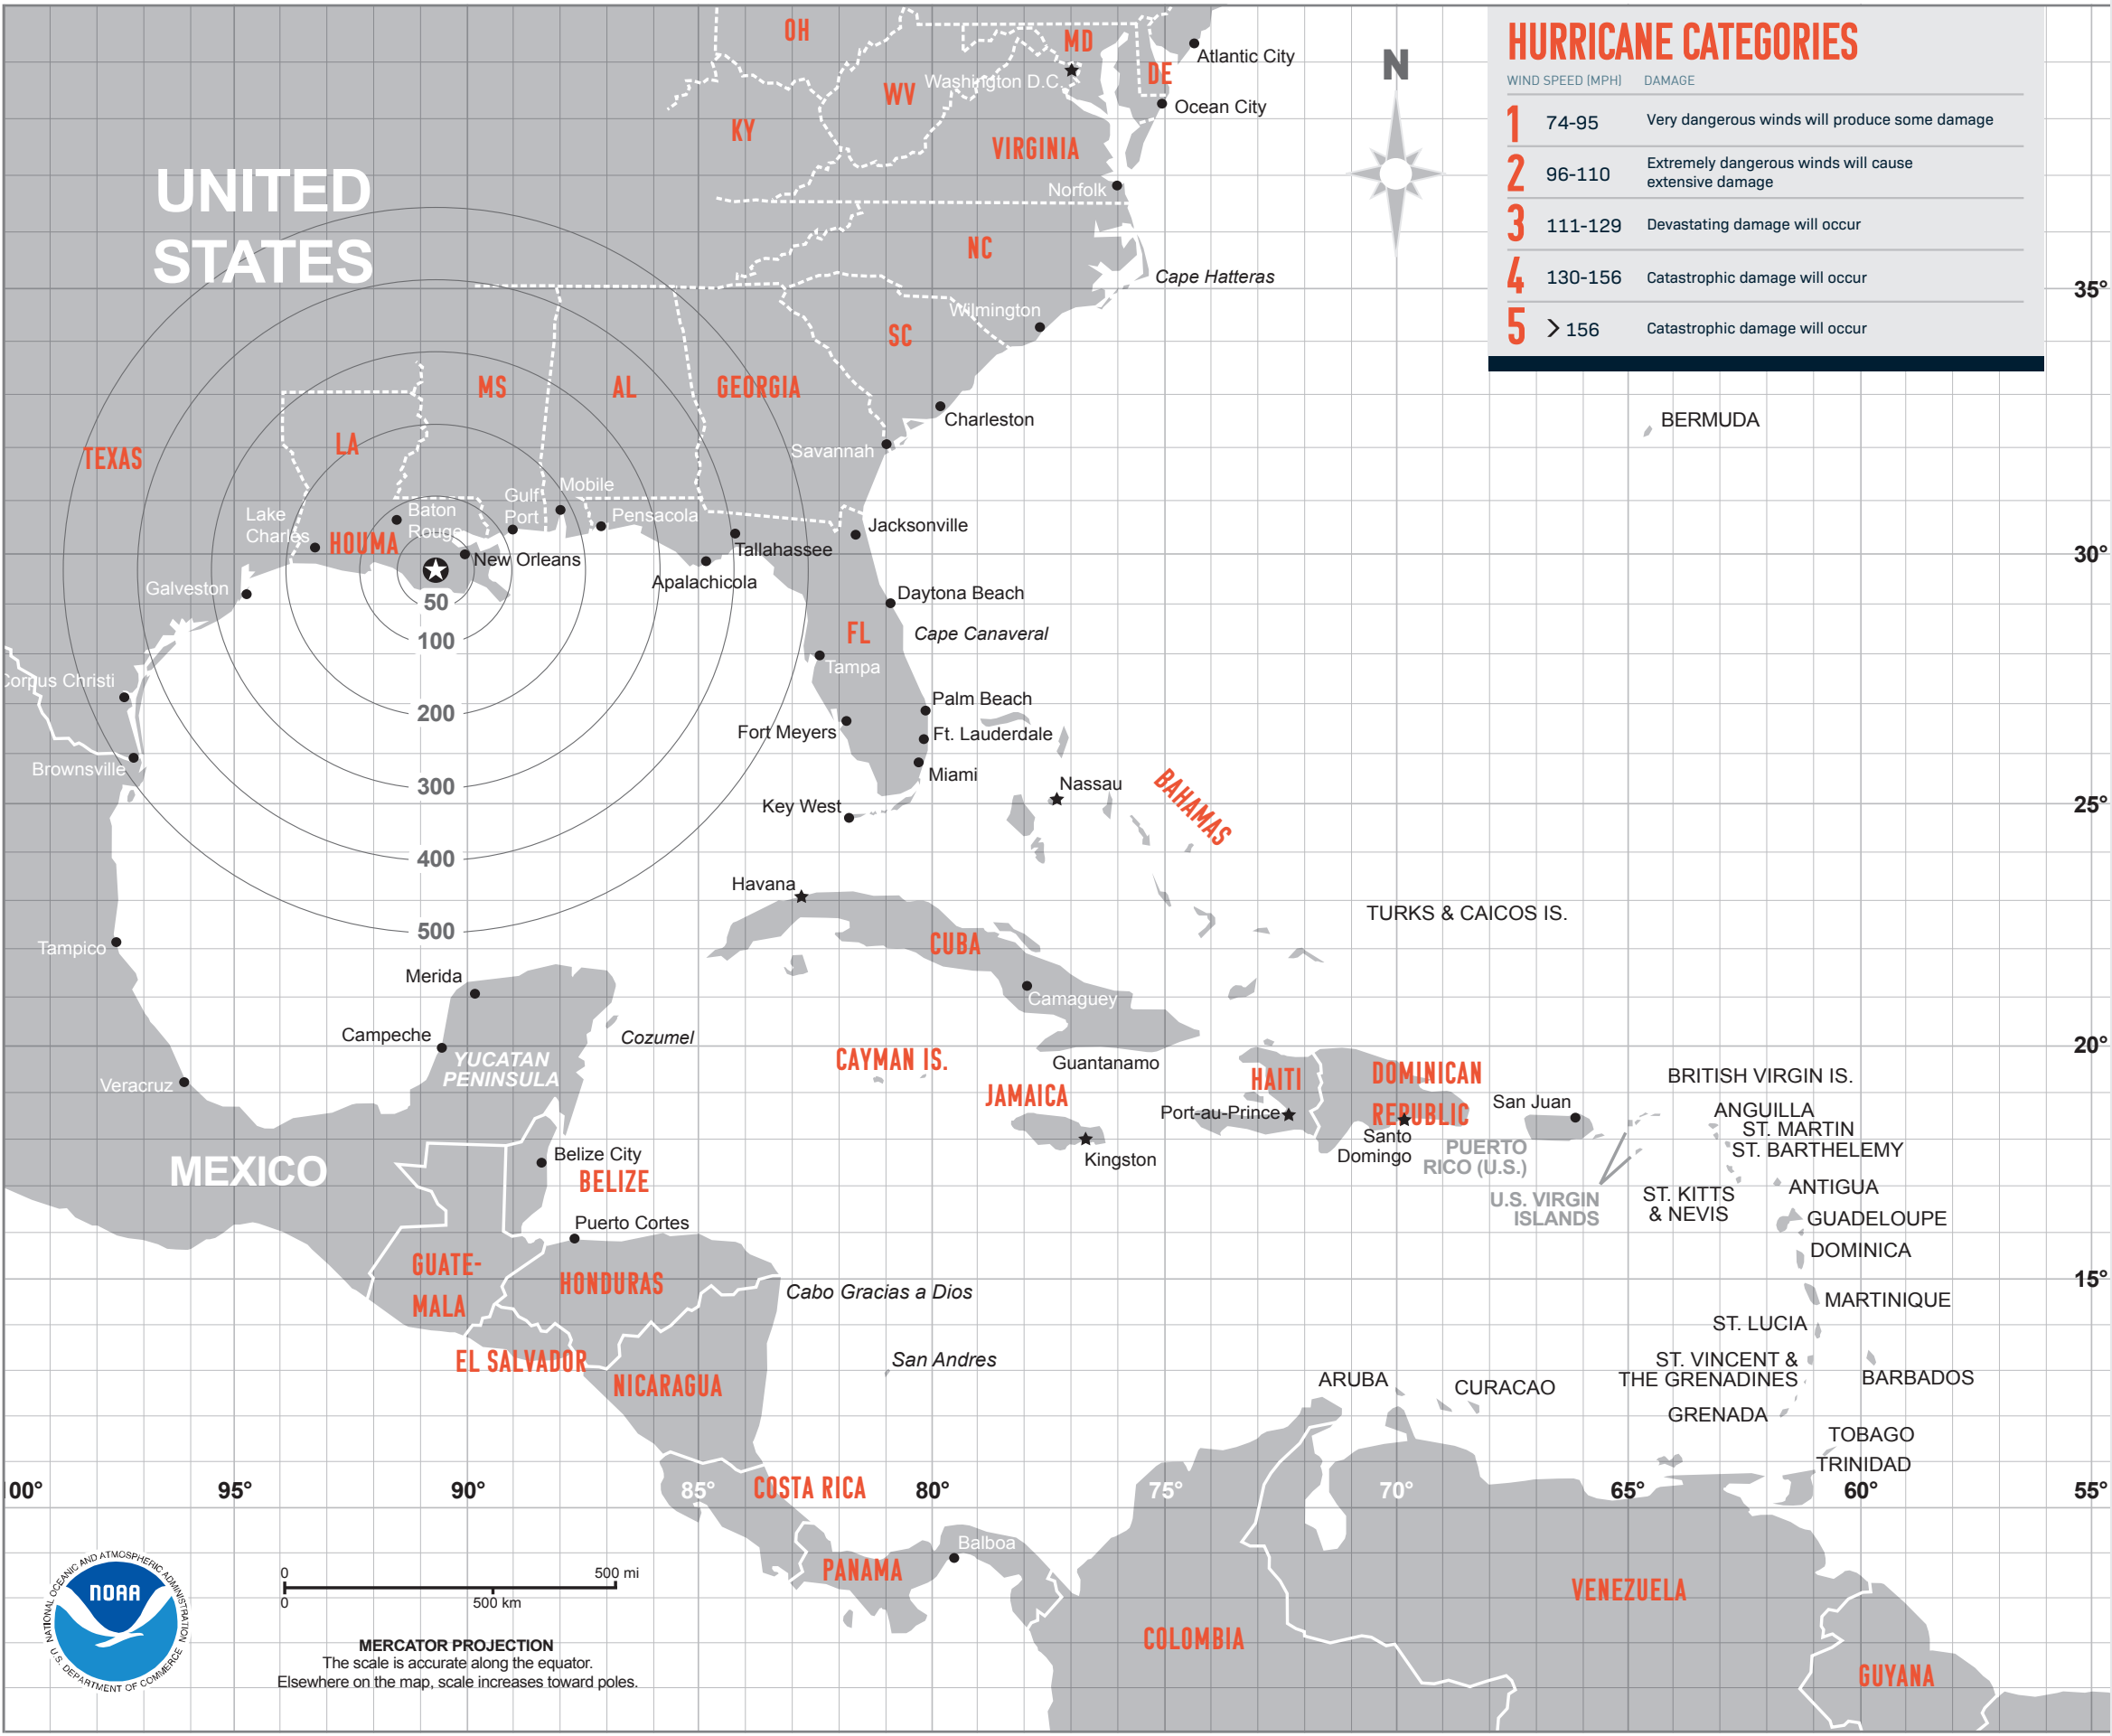 OH
MD
Atlantic City
DE
Washington D.C.
WV
Ocean City
KY
VIRGINIA
Norfolk
UNITED
STATES
NC
Cape Hatteras
Wilmington
SC
N
HURRICANE CATEGORIES
WIND SPEED (MPH) DAMAGE
1 74-95 Very dangerous winds will produce some damage
2 96-110 Extremely dangerous winds will cause
extensive damage
3 111-129 Devastating damage will occur
4 130-156 Catastrophic damage will occur
5 > 156 Catastrophic damage will occur
35°
MS
AL
GEORGIA
Charleston
BERMUDA
TEXAS
LA
Savannah
Mobile
Gulf
Port
Baton
Rouge
Pensacola
Lake
Charles
HOUMA
Jacksonville
Tallahassee
New Orleans
Apalachicola
30°
Galveston
50
Daytona Beach
100
FL
Cape Canaveral
Tampa
Corpus Christi
Palm Beach
200
Fort Meyers
Ft. Lauderdale
Brownsville
Miami
300
Nassau
BAHAMAS
Key West
25°
400
Havana
TURKS & CAICOS IS.
500
CUBA
Tampico
Merida
Camaguey
Campeche
Cozumel
20°
YUCATAN
PENINSULA
CAYMAN IS.
Guantanamo
HAITI
DOMINICAN
REPUBLIC
BRITISH VIRGIN IS.
Veracruz
JAMAICA
Port-au-Prince
San Juan
ANGUILLA
ST. MARTIN
Santo
Domingo
PUERTO
RICO (U.S.)
ST. BARTHELEMY
Kingston
MEXICO
Belize City
BELIZE
ANTIGUA
ST. KITTS
& NEVIS
U.S. VIRGIN
ISLANDS
Puerto Cortes
GUADELOUPE
DOMINICA
GUATE-
MALA
HONDURAS
15°
Cabo Gracias a Dios
MARTINIQUE
ST. LUCIA
EL SALVADOR
San Andres
ST. VINCENT &
THE GRENADINES
BARBADOS
NICARAGUA
ARUBA
CURACAO
GRENADA
TOBAGO
TRINIDAD
00°
95°
90°
85°
COSTA RICA
80°
75°
70°
65°
60°
55°
Balboa
PANAMA
VENEZUELA
COLOMBIA
GUYANA
NATIONAL OCEANIC AND ATMOSPHERIC ADMINISTRATION
NOAA
U.S. DEPARTMENT OF COMMERCE
0 500 mi
0 500 km
MERCATOR PROJECTION
The scale is accurate along the equator.
Elsewhere on the map, scale increases toward poles.